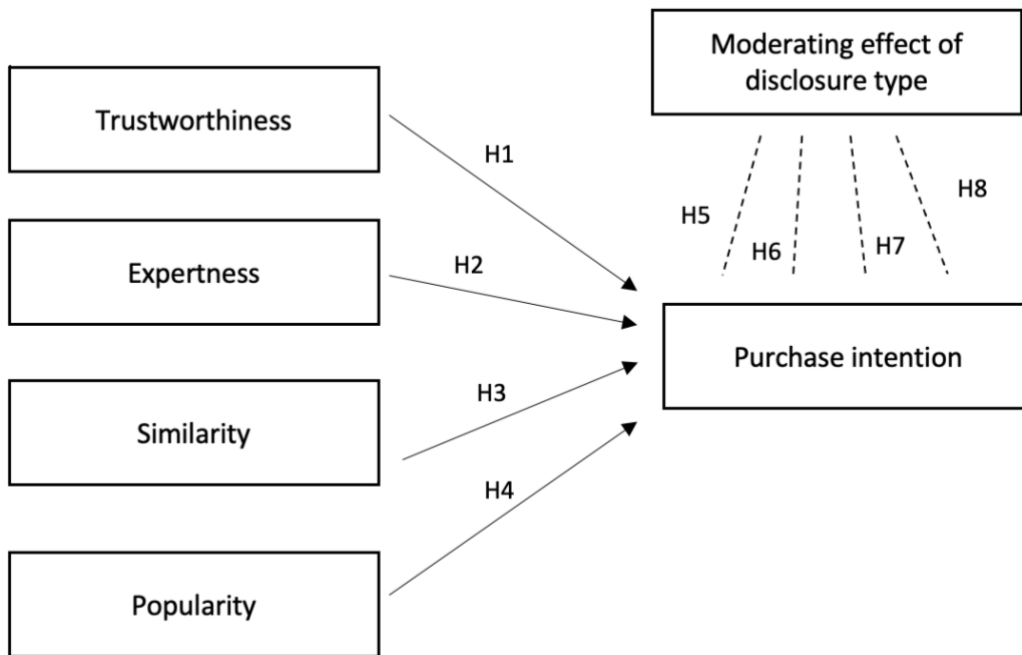 Moderating effect of
disclosure type
Trustworthiness
H1
H5
H6
H7
H8
Expertness
H2
Purchase intention
Similarity
H3
H4
Popularity